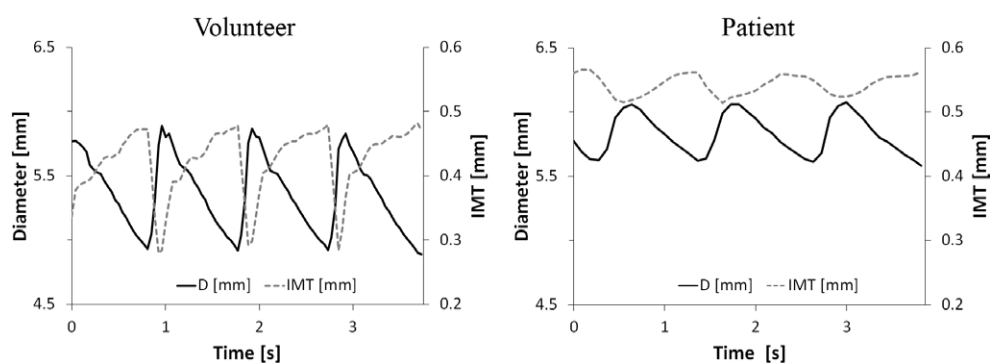 Volunteer
6.5
5.5
4.5
Diameter [mm]
0.6
0.5
0.4
0.3
0.2
IMT [mm]
D [mm] IMT [mm]
0 1 2 3
Time [s]
Patient
6.5
5.5
4.5
Diameter [mm]
0.6
0.5
0.4
0.3
0.2
IMT [mm]
D [mm] IMT [mm]
0 1 2 3
Time [s]